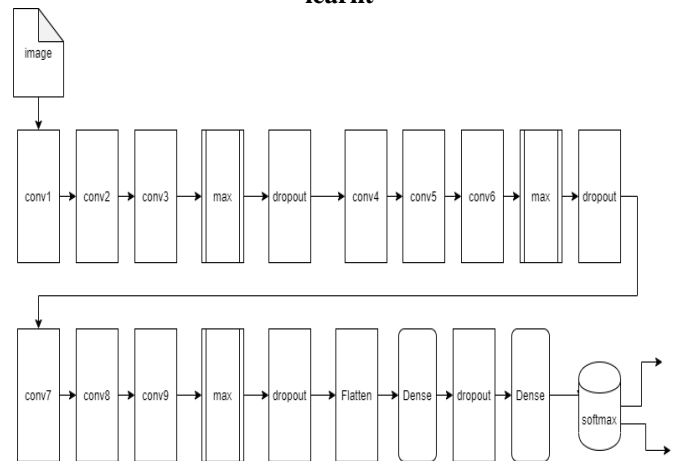 learnt
image
conv1 conv2 conv3 max dropout conv4 conv5 conv6 max dropout
conv7 conv8 conv9 max dropout Flatten Dense dropout Dense softmax